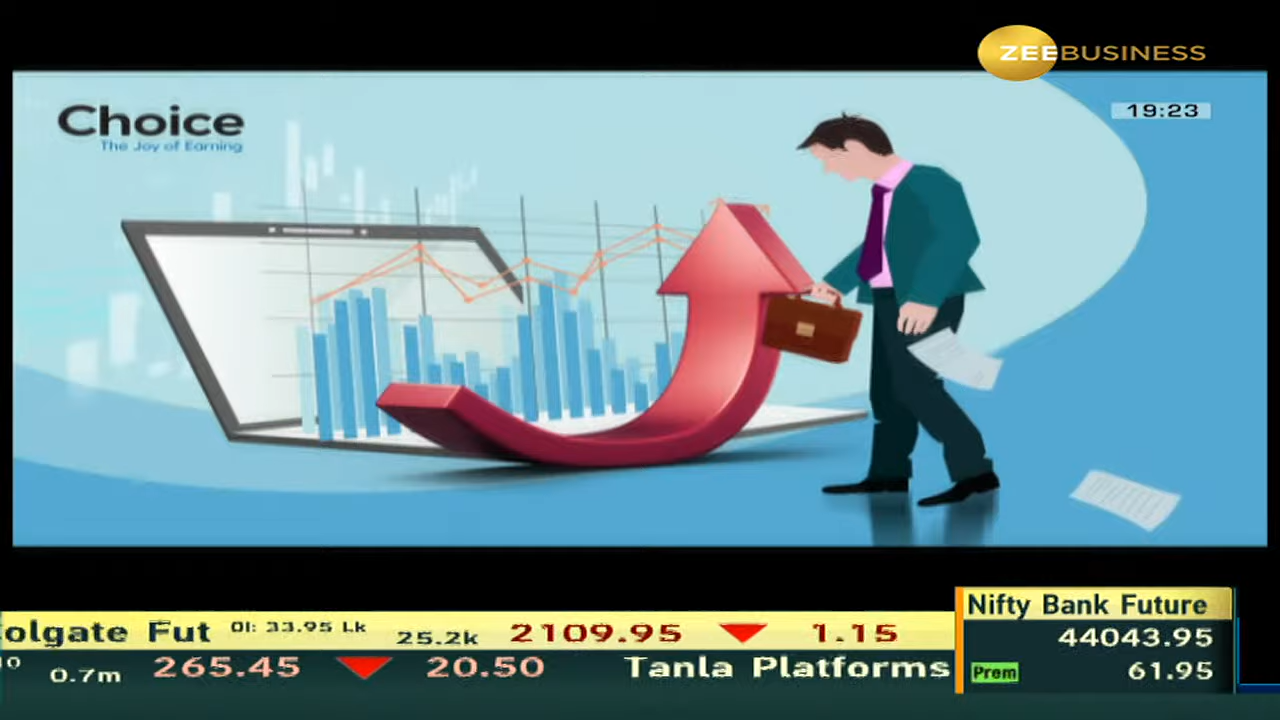 ZEEBUSINESS
Choice
The Joy of Earning
19:23
olgate Fut OI: 33.95 Lk 25.2k 2109.95 1.15
0.7m 265.45 20.50 Tanla Platforms
Nifty Bank Future
44043.95
Prem 61.95